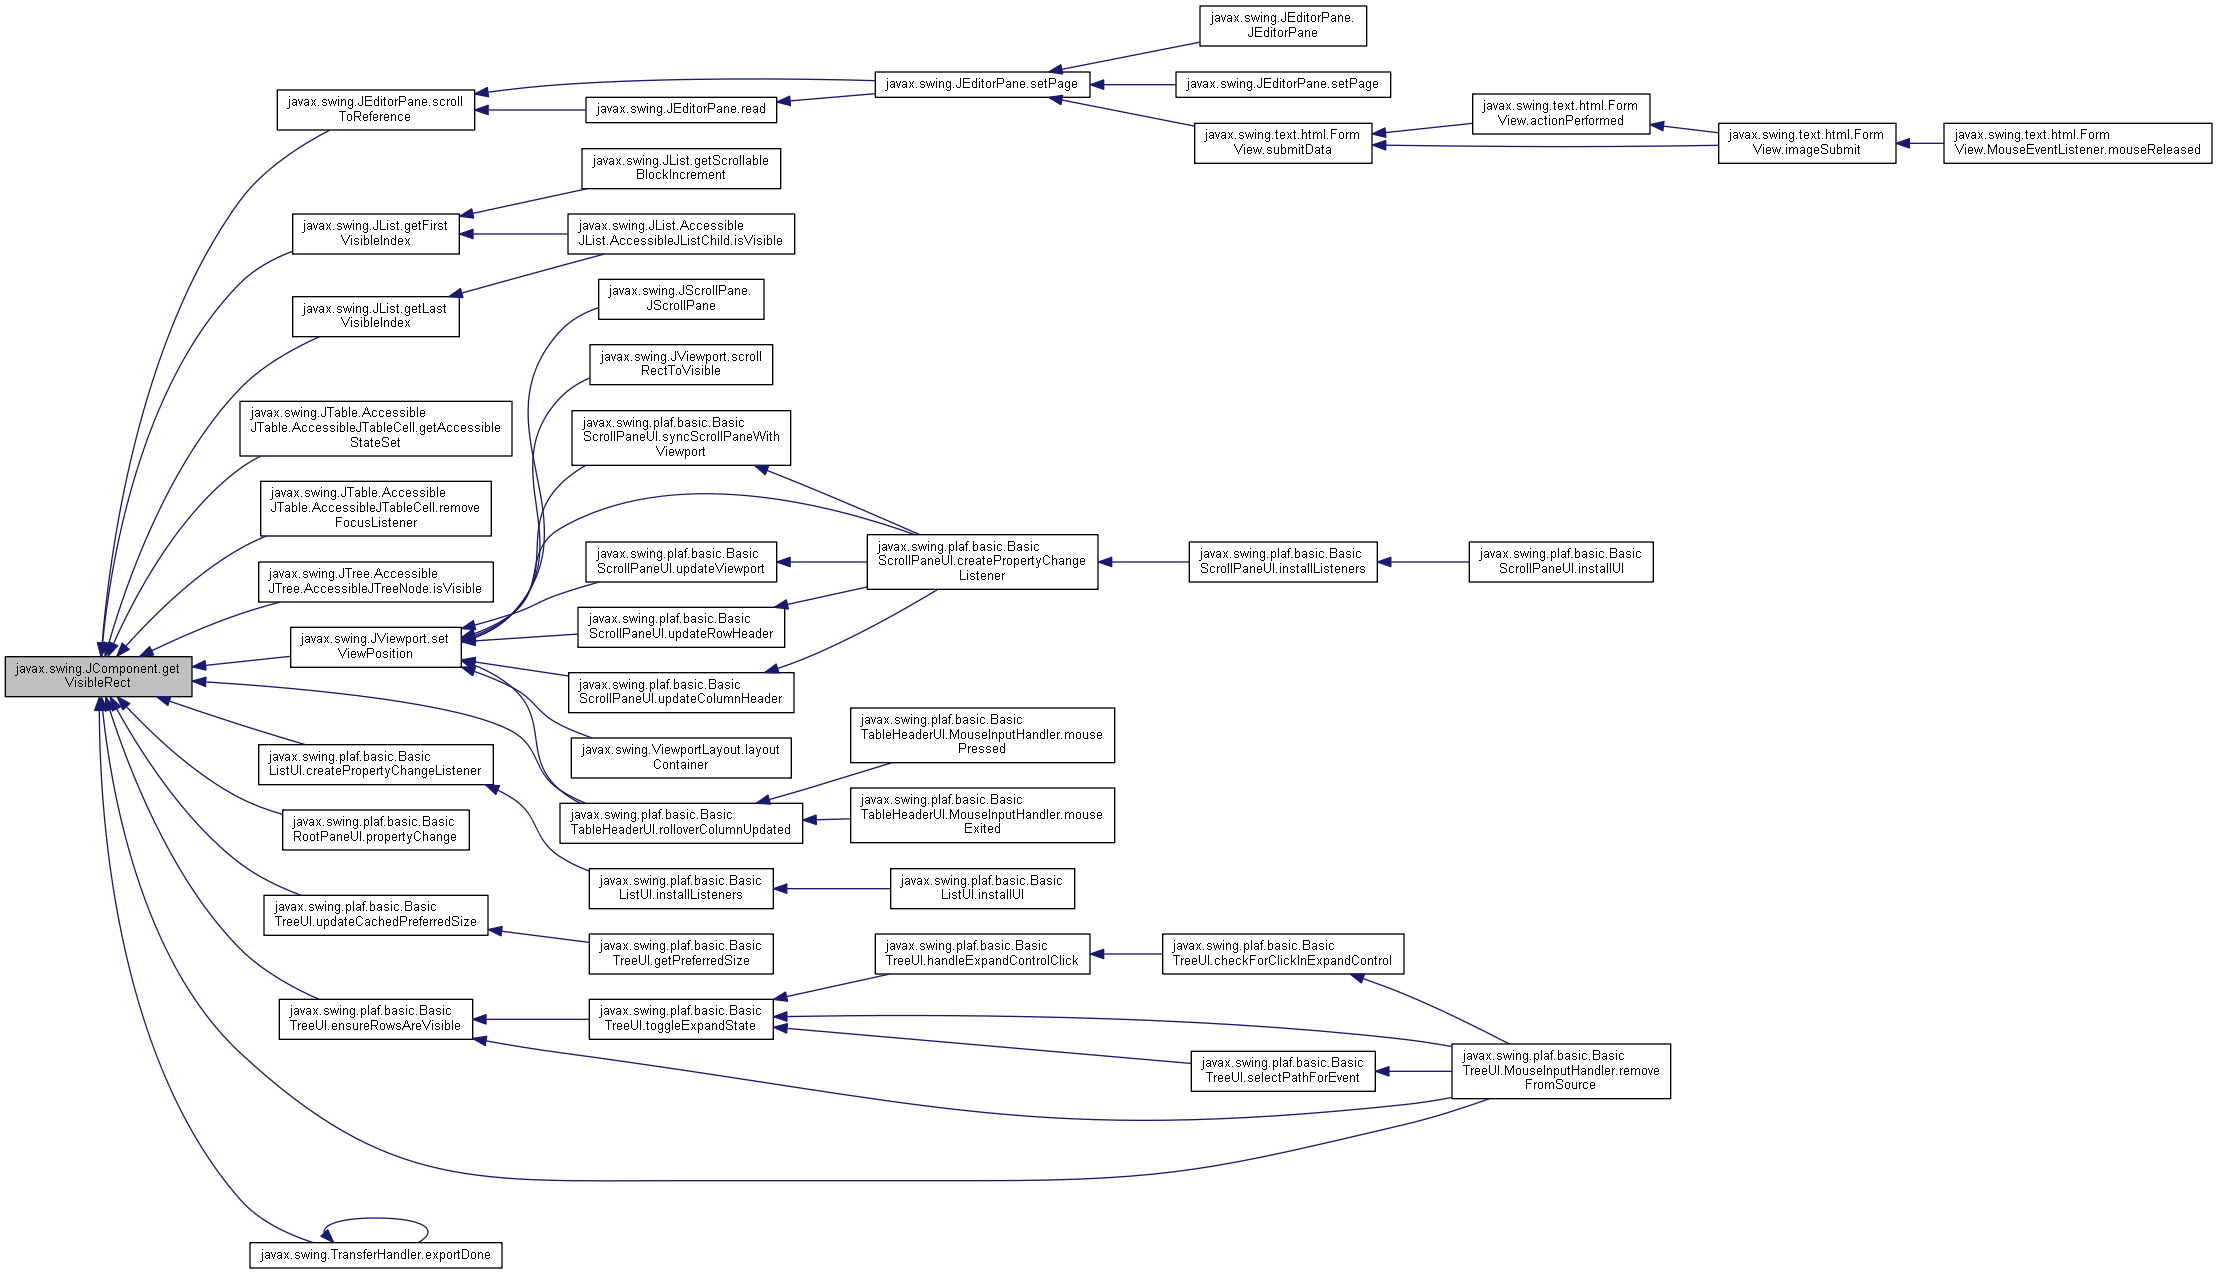 javax.swing.JEditorPane.
JEditorPane
javax.swing.JEditorPane.setPage
javax.swing.JEditorPane.setPage
javax.swing.JEditorPane.scroll
ToReference
javax.swing.JEditorPane.read
javax.swing.text.html.Form
View.actionPerformed
javax.swing.text.html.Form
View.submitData
javax.swing.text.html.Form
View.imageSubmit
javax.swing.text.html.Form
View.MouseEventListener.mouseReleased
javax.swing.JList.getScrollable
BlockIncrement
javax.swing.JList.getFirst
VisibleIndex
javax.swing.JList.Accessible
JList.AccessibleJListChild.isVisible
javax.swing.JList.getLast
VisibleIndex
javax.swing.JScrollPane.
JScrollPane
javax.swing.JViewport.scroll
RectToVisible
javax.swing.JTable.Accessible
JTable.AccessibleJTableCell.getAccessible
StateSet
javax.swing.plaf.basic.Basic
ScrollPaneUI.syncScrollPaneWith
Viewport
javax.swing.JTable.Accessible
JTable.AccessibleJTableCell.remove
FocusListener
javax.swing.plaf.basic.Basic
ScrollPaneUI.updateViewport
javax.swing.plaf.basic.Basic
ScrollPaneUI.createPropertyChange
Listener
javax.swing.plaf.basic.Basic
ScrollPaneUI.installListeners
javax.swing.plaf.basic.Basic
ScrollPaneUI.installUI
javax.swing.JTree.Accessible
JTree.AccessibleJTreeNode.isVisible
javax.swing.JViewport.set
ViewPosition
javax.swing.plaf.basic.Basic
ScrollPaneUI.updateRowHeader
javax.swing.JComponent.get
VisibleRect
javax.swing.plaf.basic.Basic
ScrollPaneUI.updateColumnHeader
javax.swing.plaf.basic.Basic
TableHeaderUI.MouseInputHandler.mouse
Pressed
javax.swing.ViewportLayout.layout
Container
javax.swing.plaf.basic.Basic
ListUI.createPropertyChangeListener
javax.swing.plaf.basic.Basic
TableHeaderUI.MouseInputHandler.mouse
Exited
javax.swing.plaf.basic.Basic
TableHeaderUI.rolloverColumnUpdated
javax.swing.plaf.basic.Basic
RootPaneUI.propertyChange
javax.swing.plaf.basic.Basic
ListUI.installListeners
javax.swing.plaf.basic.Basic
ListUI.installUI
javax.swing.plaf.basic.Basic
TreeUI.updateCachedPreferredSize
javax.swing.plaf.basic.Basic
TreeUI.getPreferredSize
javax.swing.plaf.basic.Basic
TreeUI.handleExpandControlClick
javax.swing.plaf.basic.Basic
TreeUI.checkForClickInExpandControl
javax.swing.plaf.basic.Basic
TreeUI.ensureRowsAreVisible
javax.swing.plaf.basic.Basic
TreeUI.toggleExpandState
javax.swing.plaf.basic.Basic
TreeUI.selectPathForEvent
javax.swing.plaf.basic.Basic
TreeUI.MouseInputHandler.remove
FromSource
javax.swing.TransferHandler.exportDone